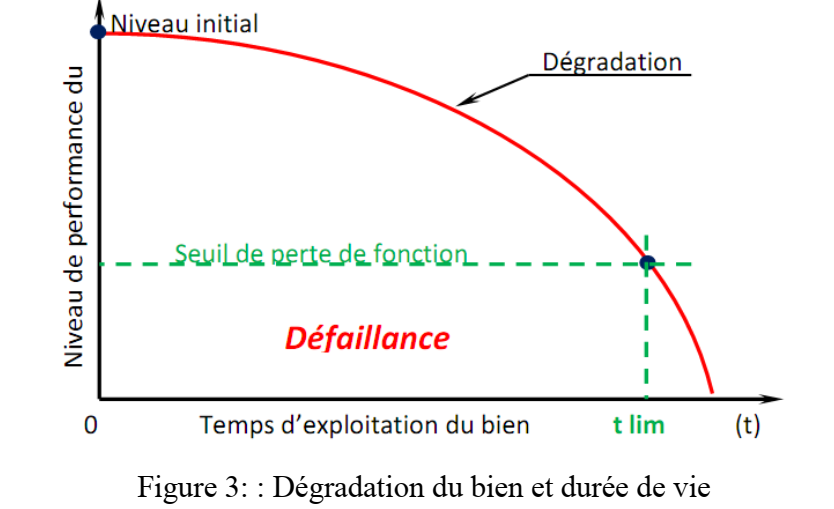 Niveau initial
Dégradation
Niveau de performance du
Seuil de perte de fonction
Défaillance
0
Temps d’exploitation du bien
t lim
(t)
Figure 3: : Dégradation du bien et durée de vie